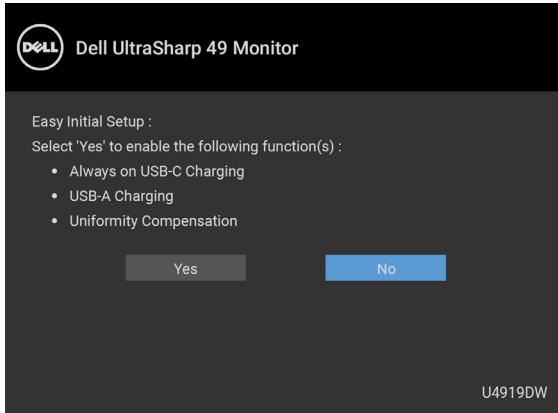 DELL Dell UltraSharp 49 Monitor
Easy Initial Setup :
Select 'Yes' to enable the following function(s) :
• Always on USB-C Charging
• USB-A Charging
• Uniformity Compensation
Yes No
U4919DW